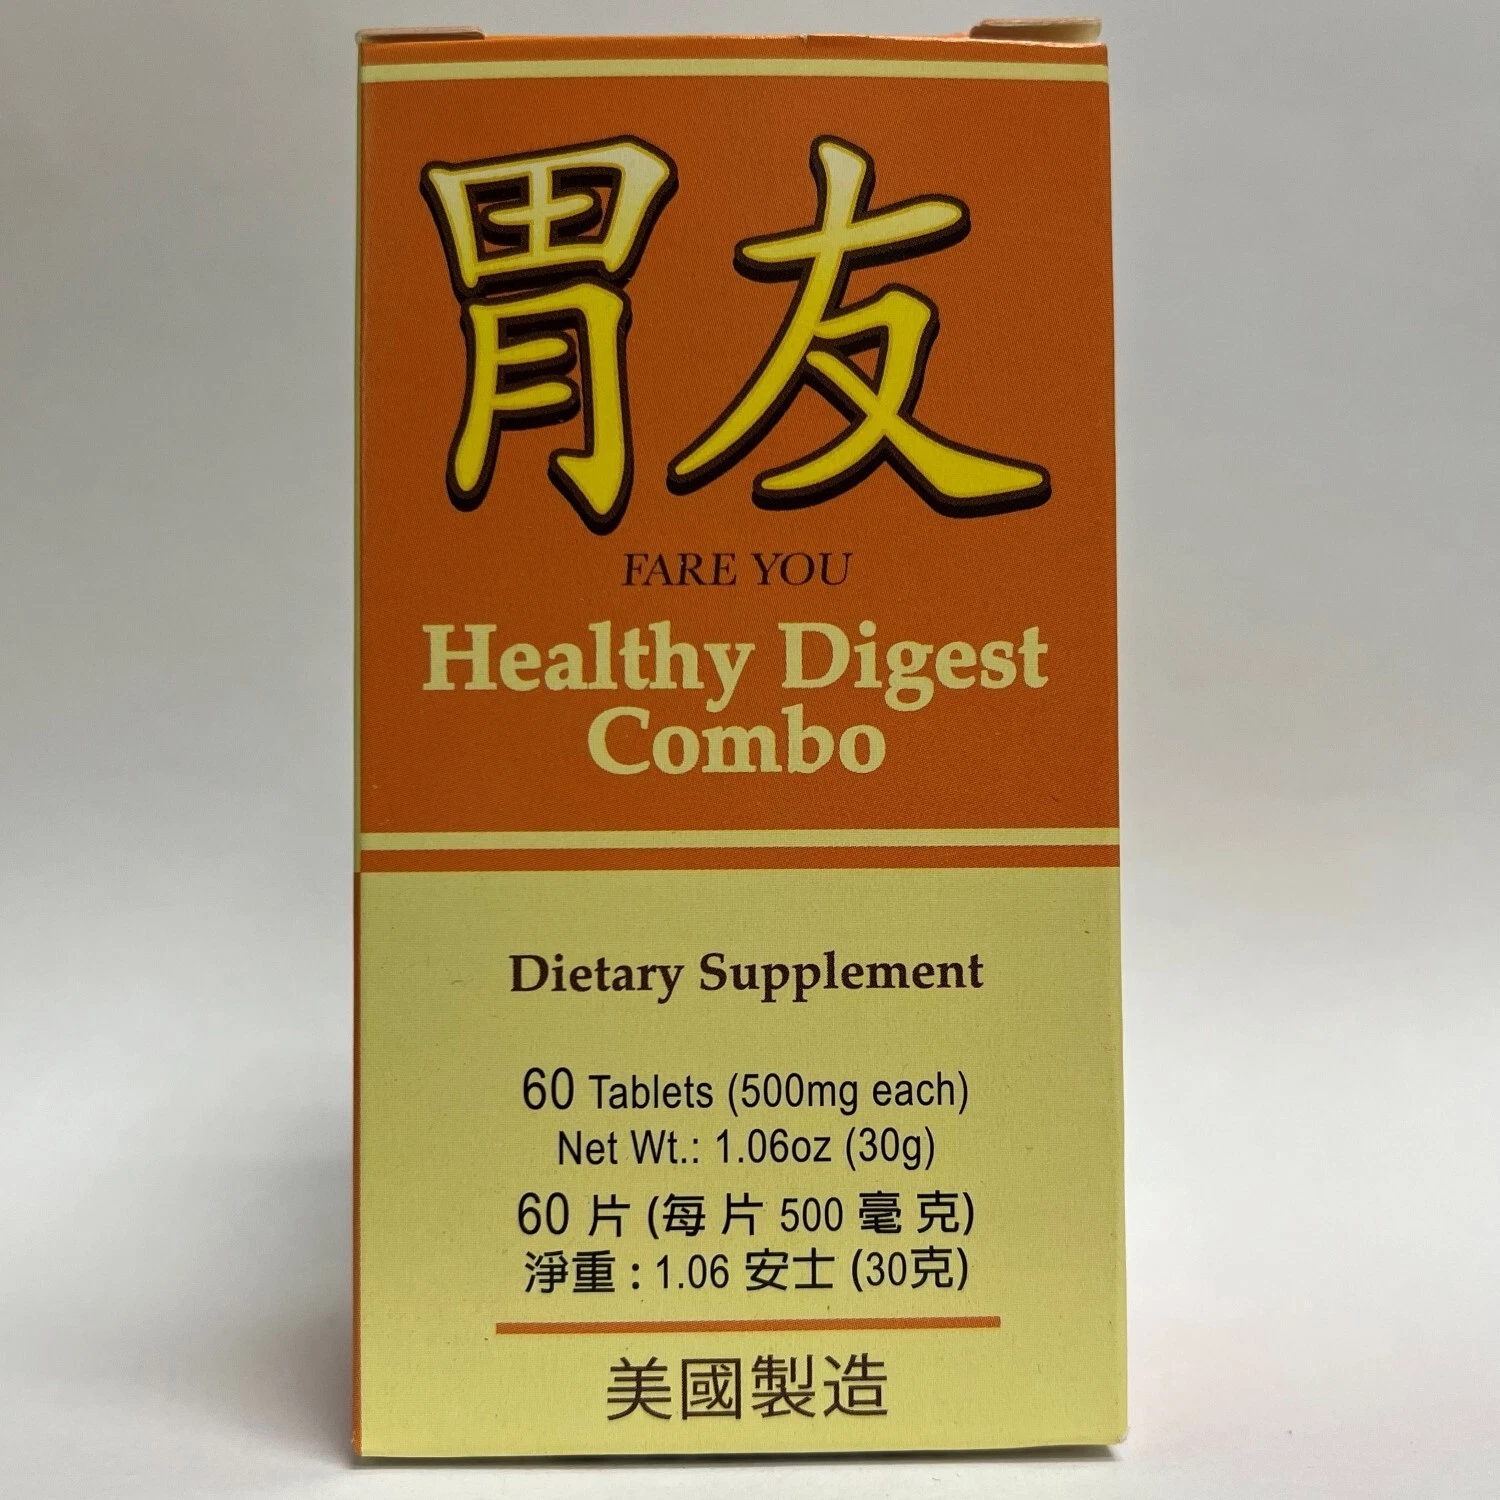 胃友
FARE YOU
Healthy Digest
Combo
Dietary Supplement
60 Tablets (500mg each)
Net Wt.: 1.06oz (30g)
60 片 (每 片 500 毫 克)
淨重 : 1.06 安士 (30克)
美國製造